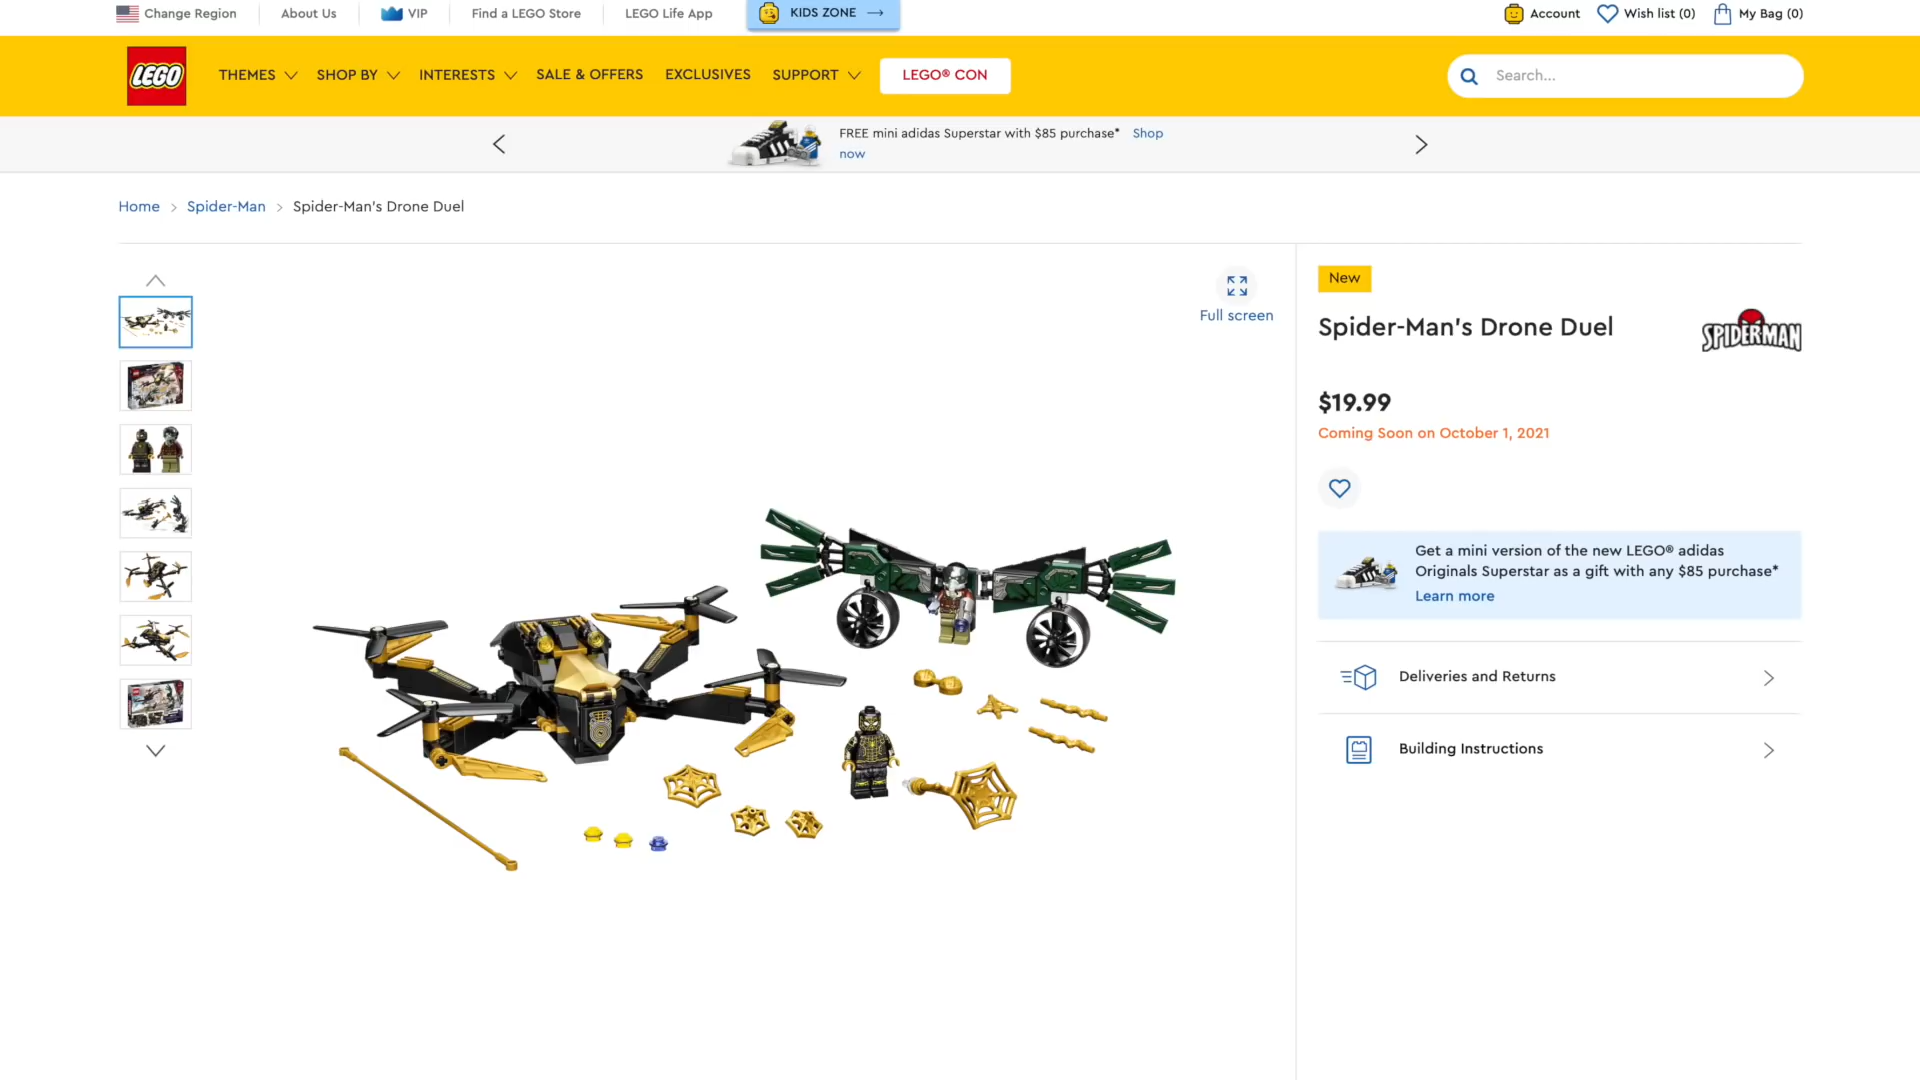 Change Region
About Us
VIP
Find a LEGO Store
LEGO Life App
KIDS ZONE
Account
Wish list (0)
My Bag (0)
LEGO
THEMES
SHOP BY
INTERESTS
SALE & OFFERS
EXCLUSIVES
SUPPORT
LEGO® CON
Search...
FREE mini adidas Superstar with $85 purchase* Shop
now
Home > Spider-Man > Spider-Man's Drone Duel
Full screen
New
Spider-Man's Drone Duel
SPIDER-MAN
$19.99
Coming Soon on October 1, 2021
Get a mini version of the new LEGO® adidas
Originals Superstar as a gift with any $85 purchase*
Learn more
Deliveries and Returns
Building Instructions